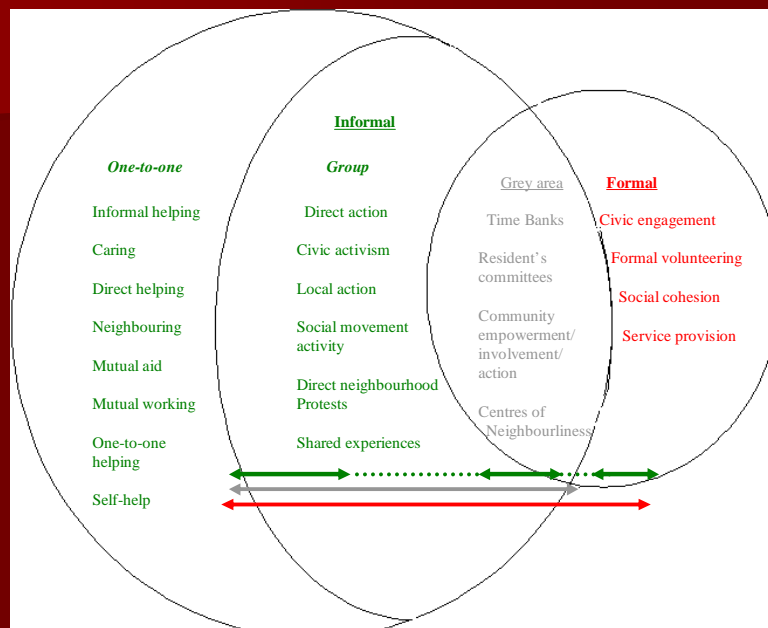 Informal
One-to-one
Informal helping
Caring
Direct helping
Neighbouring
Mutual aid
Mutual working
One-to-one
helping
Self-help
Group
Direct action
Civic activism
Local action
Social movement
activity
Direct neighbourhood
Protests
Shared experiences
Grey area
Time Banks
Resident's
committees
Community
empowerment/
involvement/
action
Centres of
Neighbourliness
Formal
Civic engagement
Formal volunteering
Social cohesion
Service provision